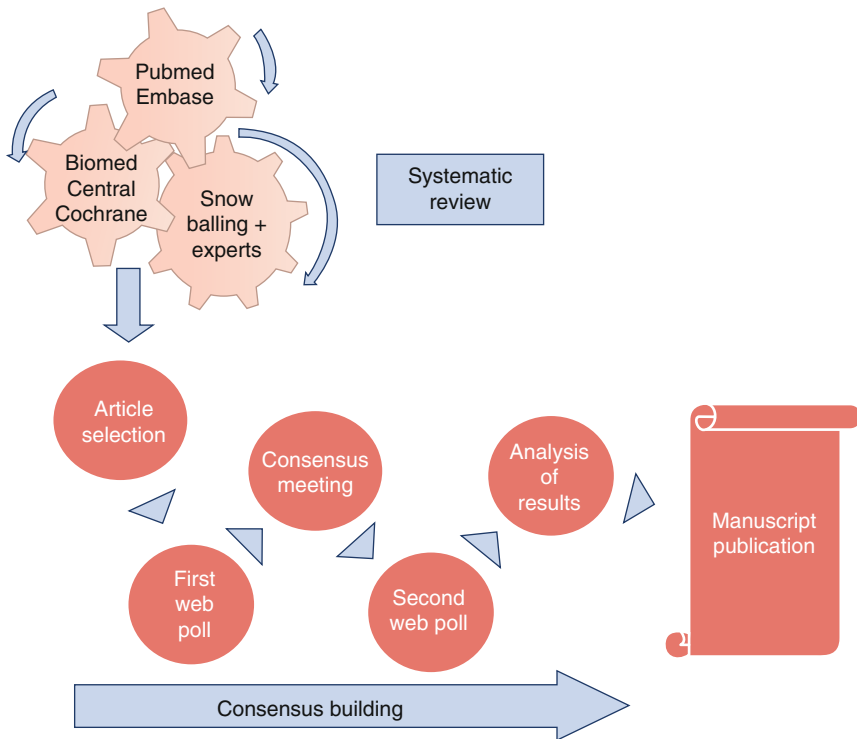 Pubmed
Embase
Biomed
Central
Cochrane
Snow
balling +
experts
Systematic
review
Article
selection
First
web
poll
Consensus
meeting
Second
web poll
Analysis
of
results
Manuscript
publication
Consensus building